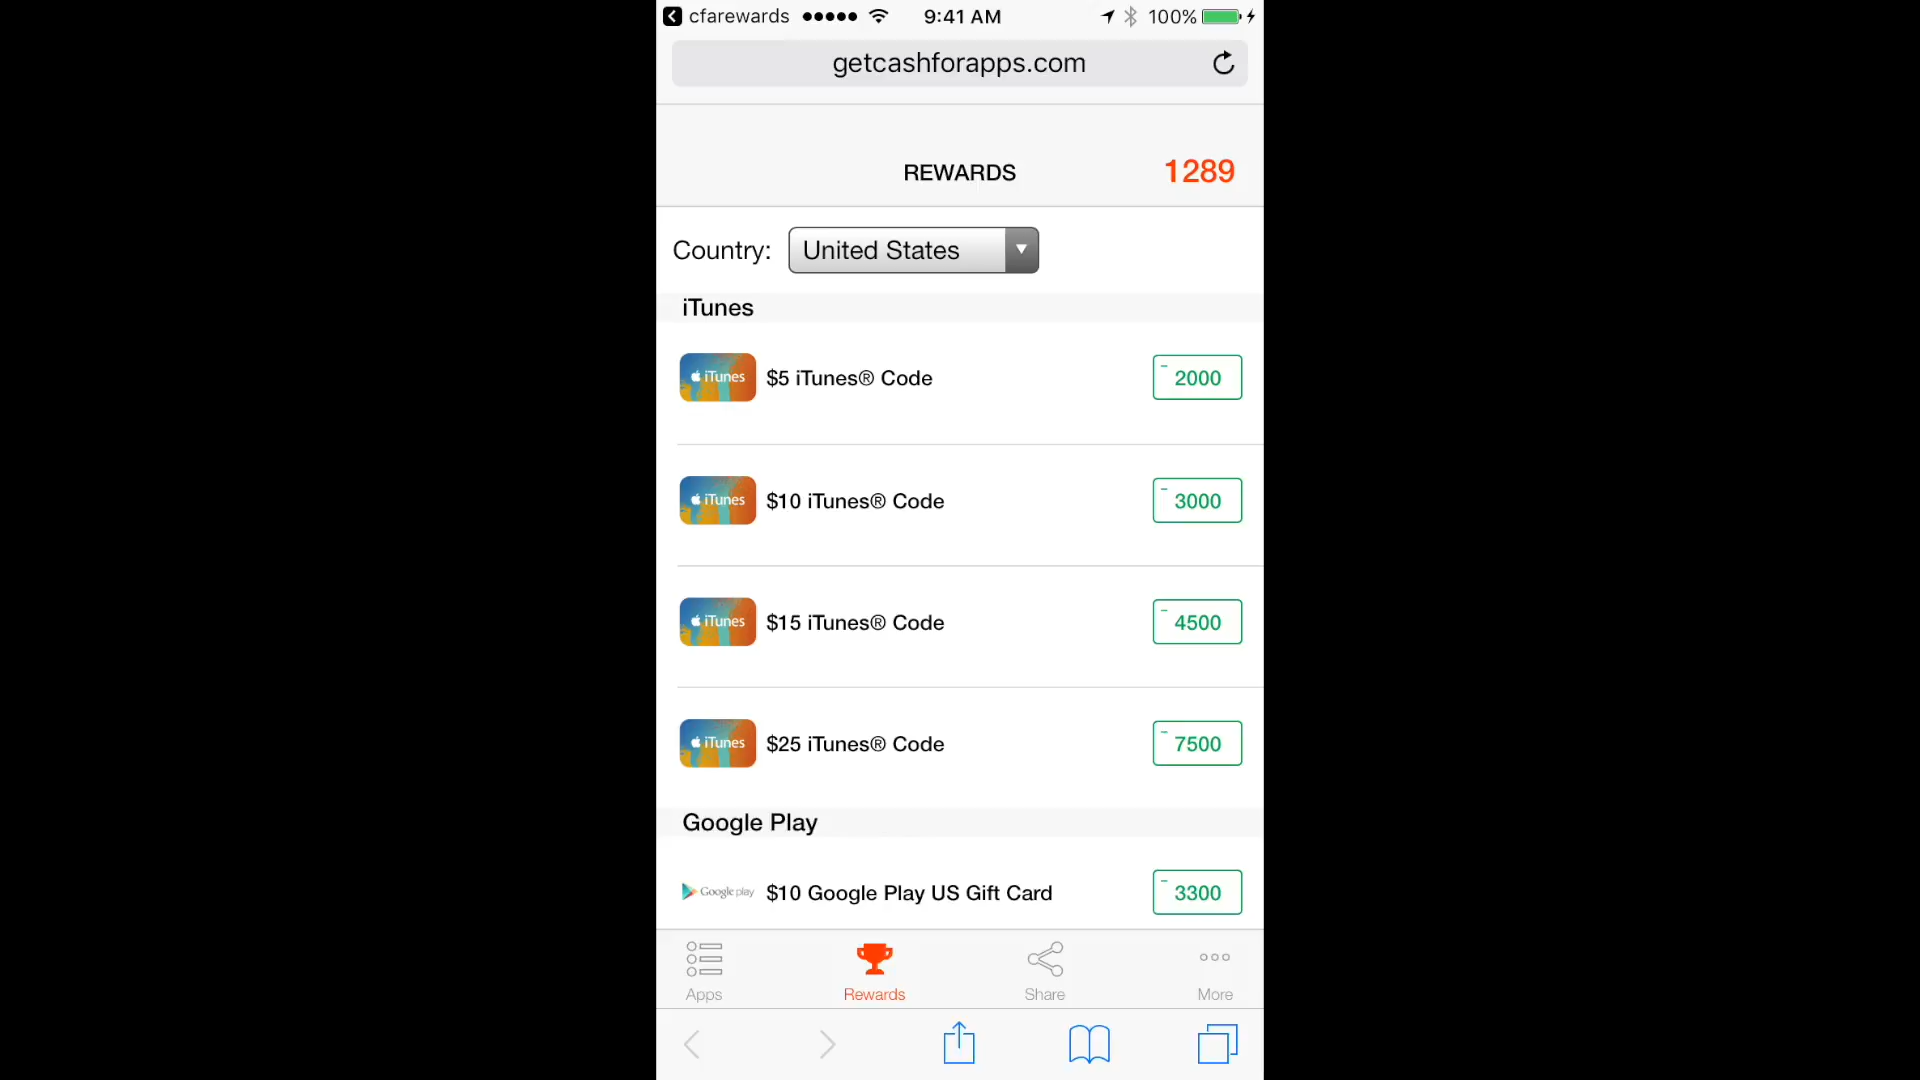 cfarewards 9:41 AM 100%
getcashforapps.com
REWARDS 1289
Country: United States
iTunes
iTunes $5 iTunes® Code - 2000
iTunes $10 iTunes® Code - 3000
iTunes $15 iTunes® Code - 4500
iTunes $25 iTunes® Code - 7500
Google Play
Google play $10 Google Play US Gift Card - 3300
Apps Rewards Share More